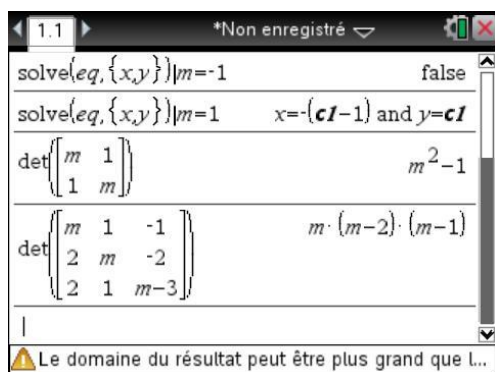 1.1 *Non enregistré
solve(eq,{x,y})|m=-1 false
solve(eq,{x,y})|m=1 x=-(c1-1) and y=c1
det([m 1
1 m]) m²-1
det([m 1 -1
2 m -2
2 1 m-3]) m·(m-2)·(m-1)
Le domaine du résultat peut être plus grand que l...